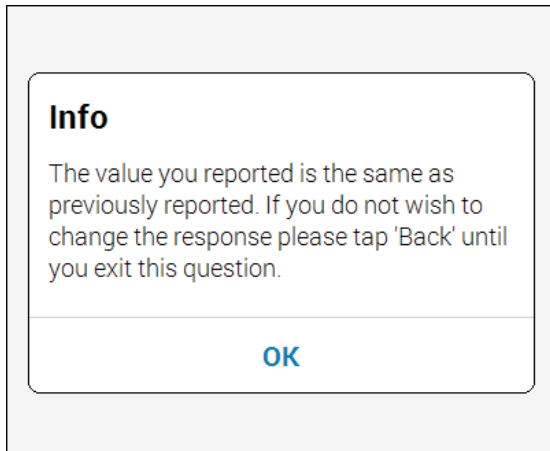 Info
The value you reported is the same as
previously reported. If you do not wish to
change the response please tap 'Back' until
you exit this question.
OK